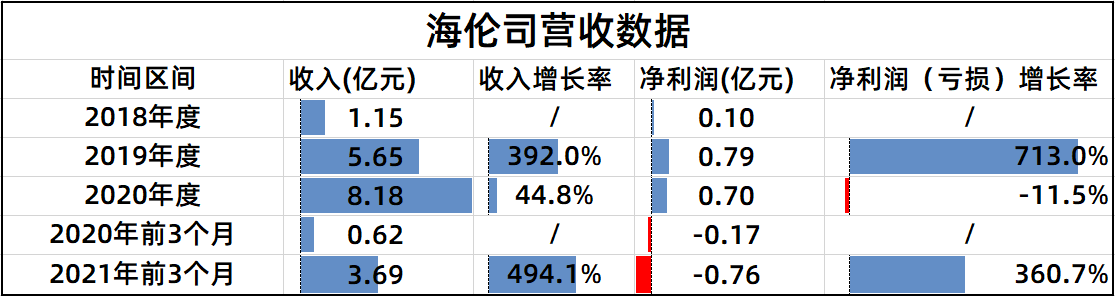 海伦司营收数据
时间区间 收入(亿元) 收入增长率 净利润(亿元) 净利润（亏损）增长率
2018年度 1.15 / 0.10 /
2019年度 5.65 392.0% 0.79 713.0%
2020年度 8.18 44.8% 0.70 -11.5%
2020年前3个月 0.62 / -0.17 /
2021年前3个月 3.69 494.1% -0.76 360.7%